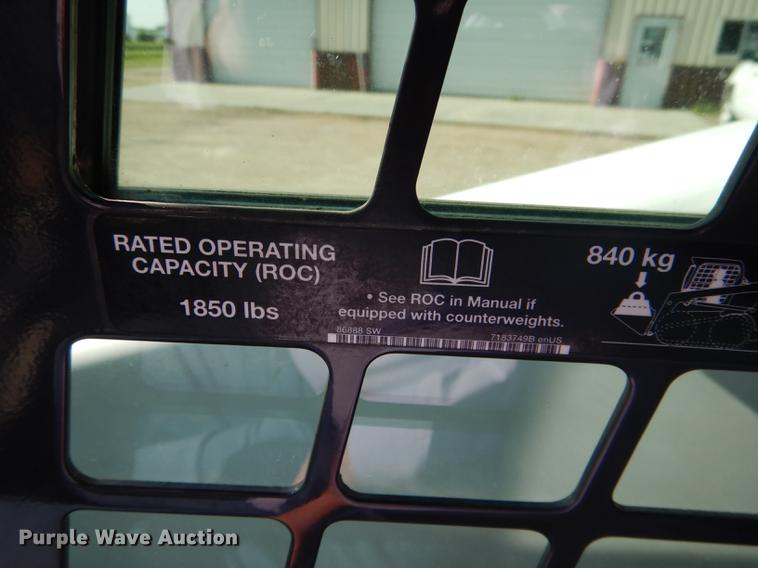 RATED OPERATING
CAPACITY (ROC)
1850 lbs
• See ROC in Manual if
equipped with counterweights.
86888 SW
7183749B enUS
840 kg
Purple Wave Auction